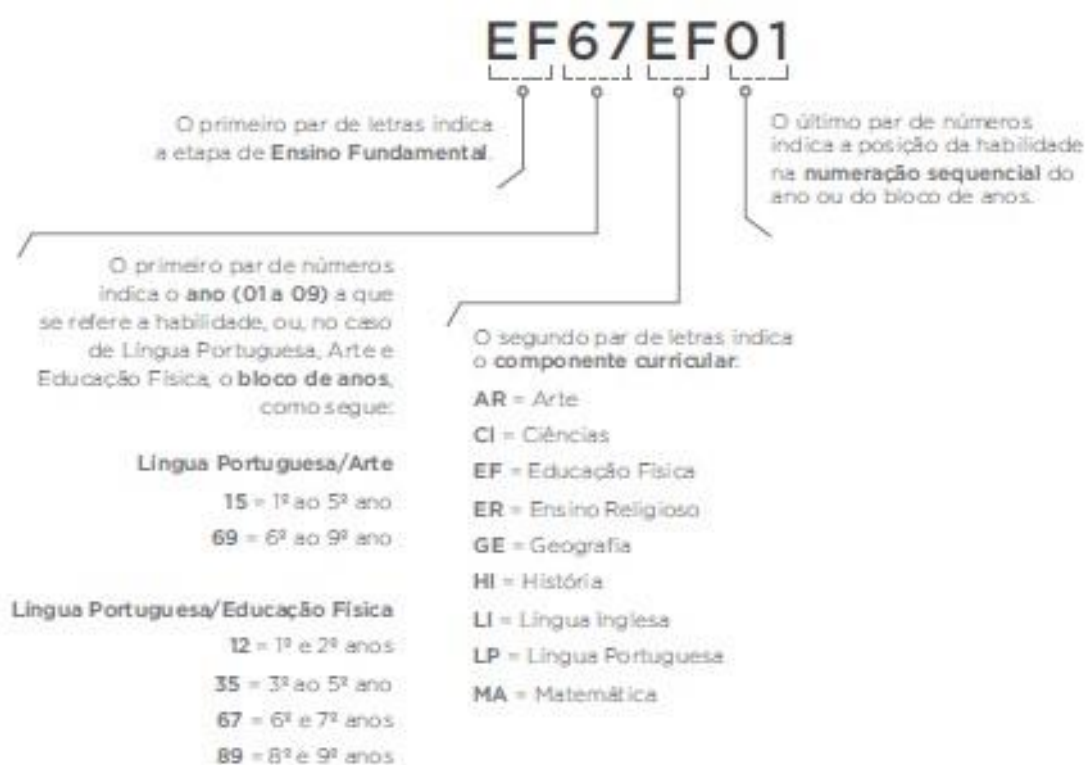 EF67EF01
O primeiro par de letras indica
a etapa de Ensino Fundamental.
O último par de números
indica a posição da habilidade
na numeração sequencial do
ano ou do bloco de anos.
O primeiro par de números
indica o ano (01 a 09) a que
se refere a habilidade, ou, no caso
de Língua Portuguesa, Arte e
Educação Física, o bloco de anos,
como segue:
Língua Portuguesa/Arte
15 = 1º ao 5º ano
69 = 6º ao 9º ano
Língua Portuguesa/Educação Física
12 = 1º e 2º anos
35 = 3º ao 5º ano
67 = 6º e 7º anos
89 = 8º e 9º anos
O segundo par de letras indica
o componente curricular:
AR = Arte
CI = Ciências
EF = Educação Física
ER = Ensino Religioso
GE = Geografia
HI = História
LI = Língua Inglesa
LP = Língua Portuguesa
MA = Matemática